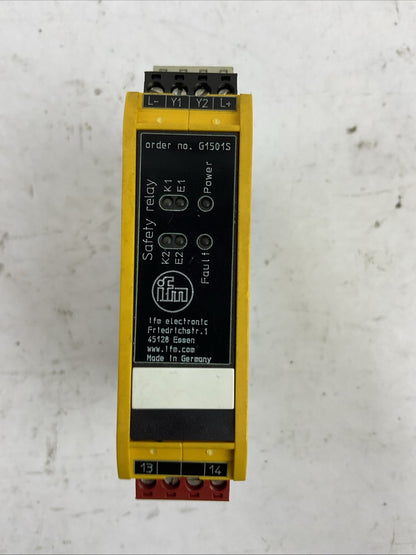 L- Y1 Y2 L+
order no. G1501S
Safety relay
K1 E1 Power
K2 E2 Fault
ifm
ifm electronic
Friedrichstr.1
45128 Essen
www.ifm.com
Made in Germany
13 14